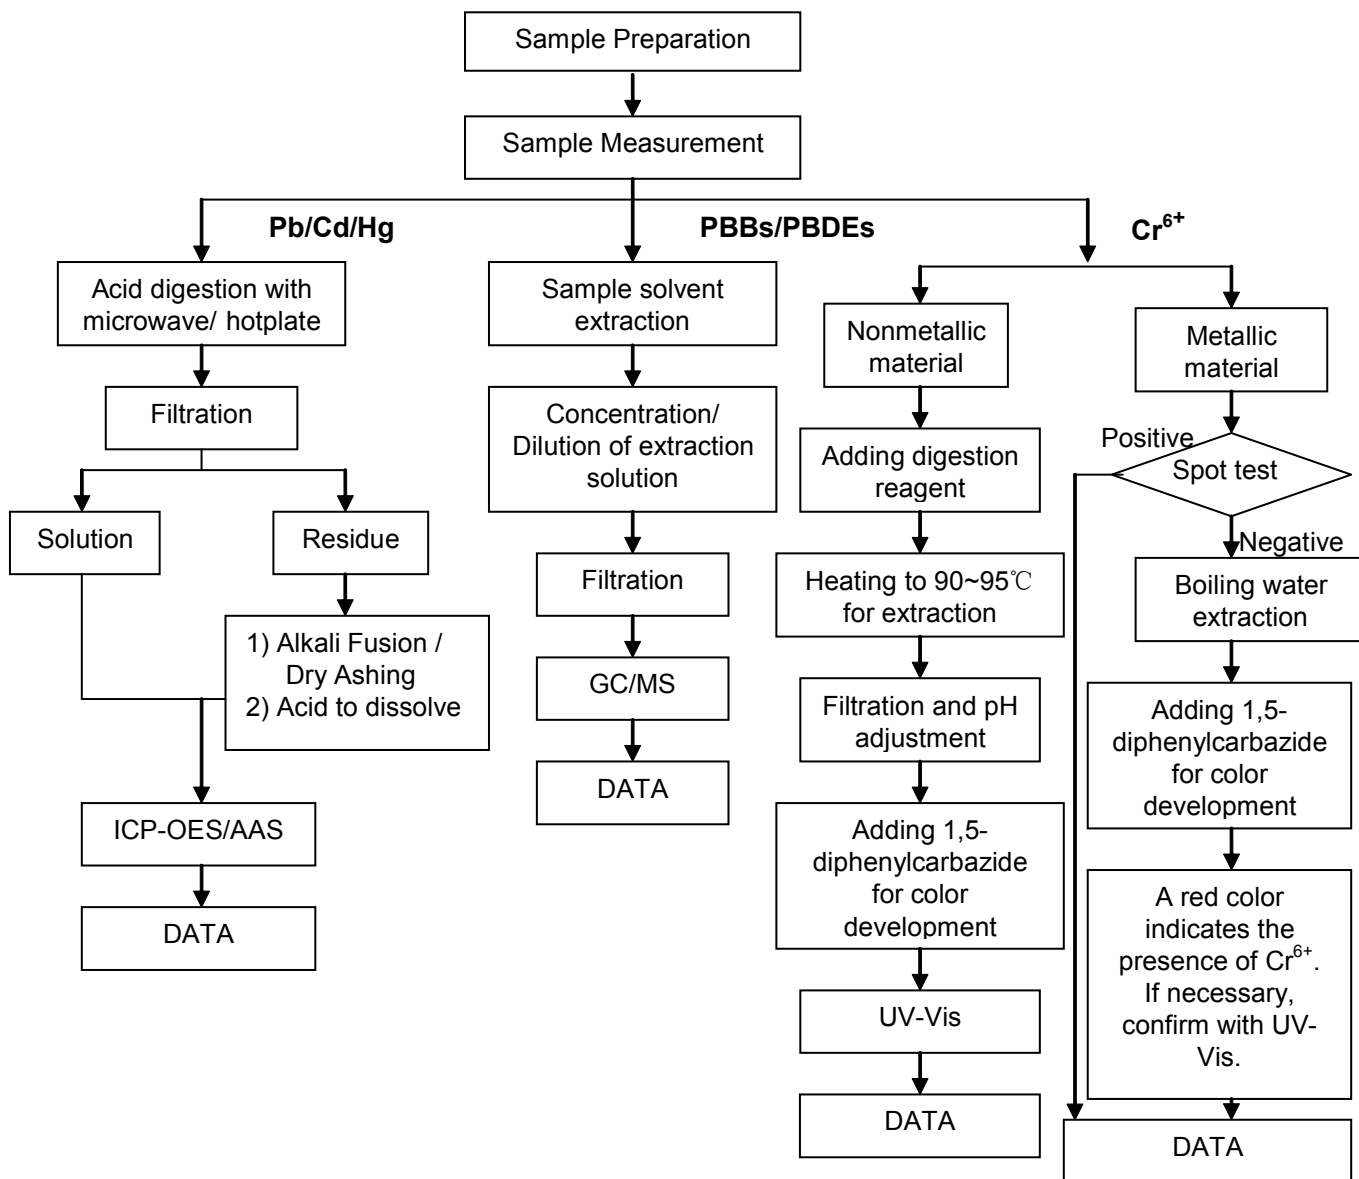 Sample Preparation
Sample Measurement
Pb/Cd/Hg
PBBs/PBDEs
Cr⁶⁺
Acid digestion with
microwave/ hotplate
Filtration
Solution
Residue
1) Alkali Fusion /
Dry Ashing
2) Acid to dissolve
ICP-OES/AAS
DATA
Sample solvent
extraction
Concentration/
Dilution of extraction
solution
Filtration
GC/MS
DATA
Nonmetallic
material
Adding digestion
reagent
Heating to 90~95℃
for extraction
Filtration and pH
adjustment
Adding 1,5-
diphenylcarbazide
for color
development
UV-Vis
DATA
Metallic
material
Positive
Spot test
Negative
Boiling water
extraction
Adding 1,5-
diphenylcarbazide
for color
development
A red color
indicates the
presence of Cr⁶⁺.
If necessary,
confirm with UV-
Vis.
DATA